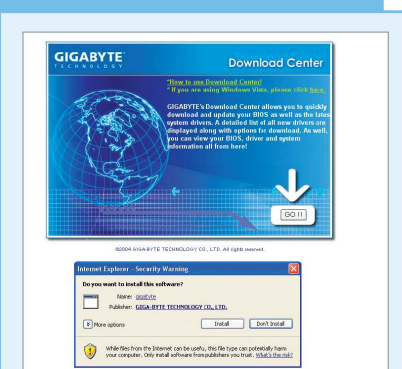 GIGABYTE
TECHNOLOGY
Download Center
*How to use Download Center!
* If you are using Windows Vista, please click here.
GIGABYTE's Download Center allows you to quickly
download and update your BIOS as well as the lates
system drivers. A detailed list of all new drivers are
displayed along with options for download. As well,
you can view your BIOS, driver and system
information all from here!
GO !!
©2004 GIGA-BYTE TECHNOLOGY CO., LTD. All rights reserved.
Internet Explorer - Security Warning
Do you want to install this software?
Name: gigabyte
Publisher: GIGA-BYTE TECHNOLOGY CO., LTD.
More options
Install
Don't Install
While files from the Internet can be useful, this file type can potentially harm
your computer. Only install software from publishers you trust. What's the risk?